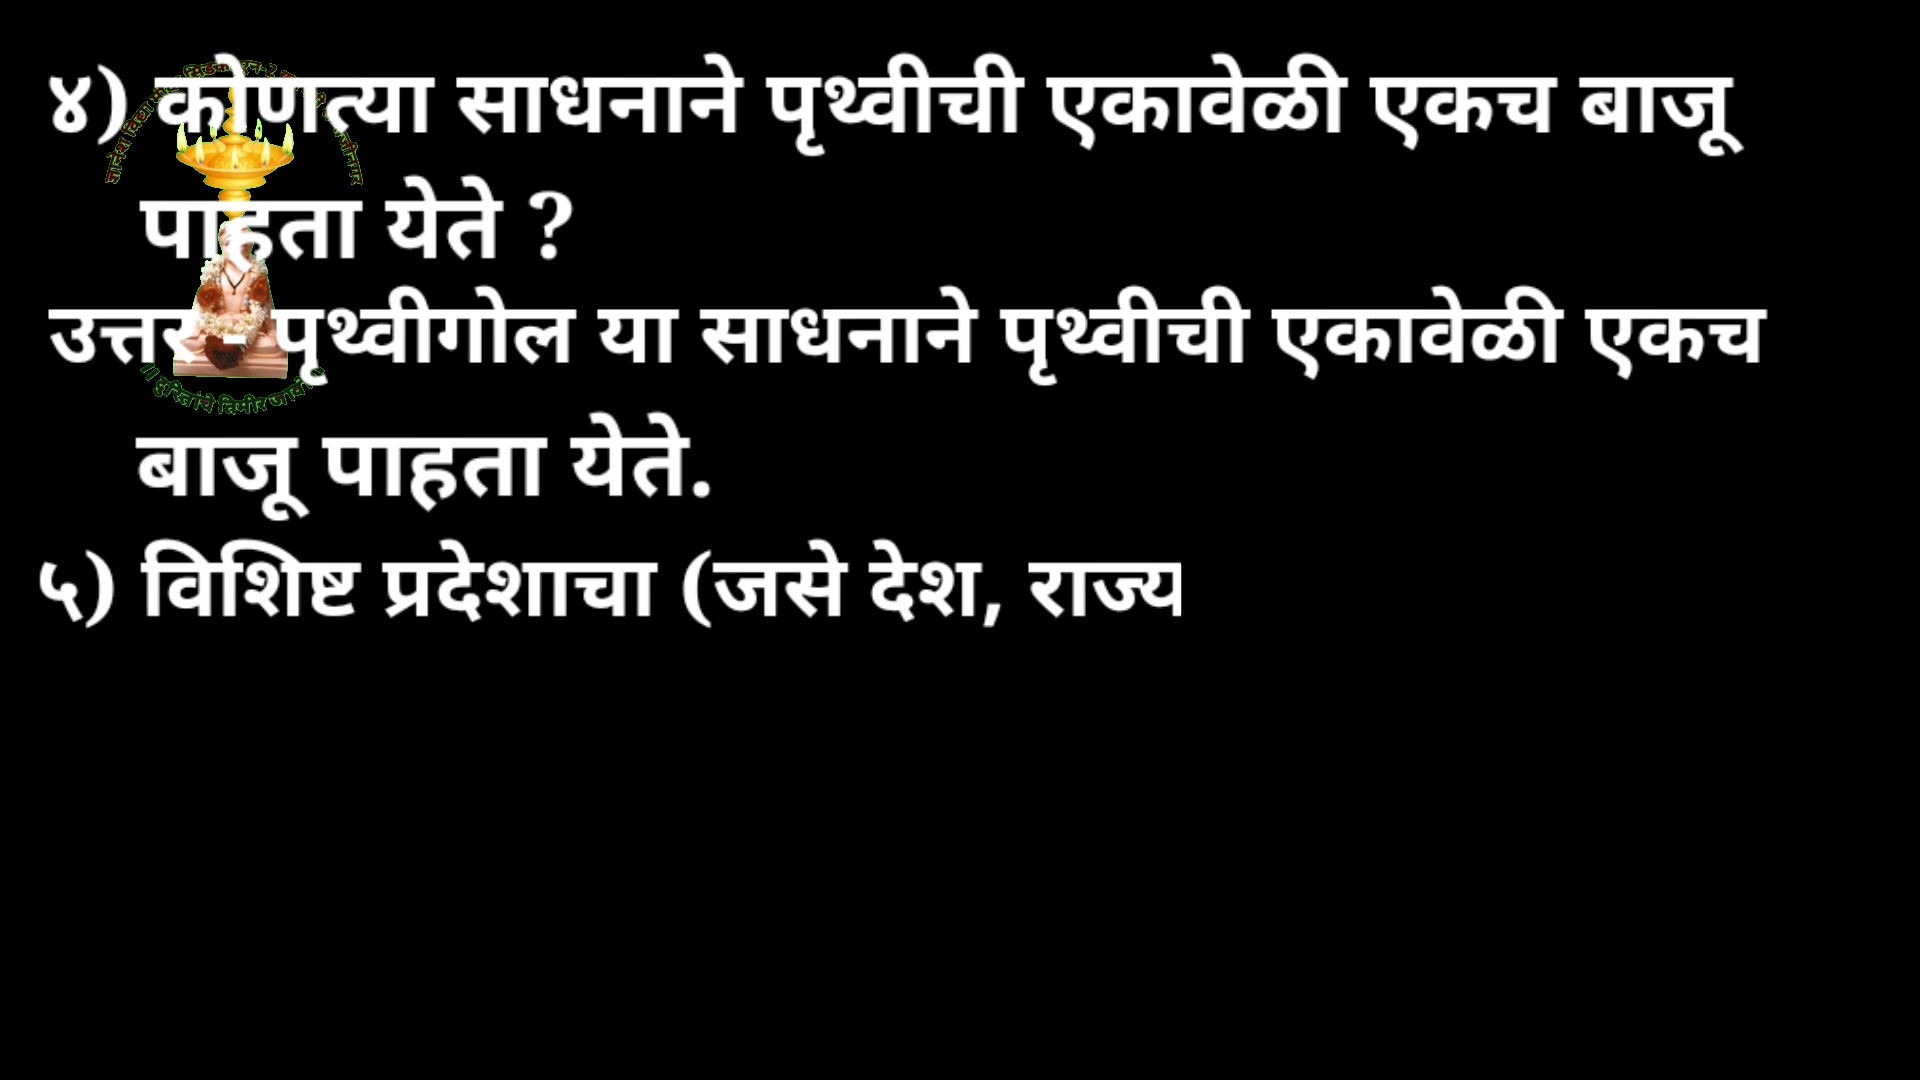 ४) कोणत्या साधनाने पृथ्वीची एकावेळी एकच बाजू
पाहता येते ?
उत्तर - पृथ्वीगोल या साधनाने पृथ्वीची एकावेळी एकच
बाजू पाहता येते.
५) विशिष्ट प्रदेशाचा (जसे देश, राज्य